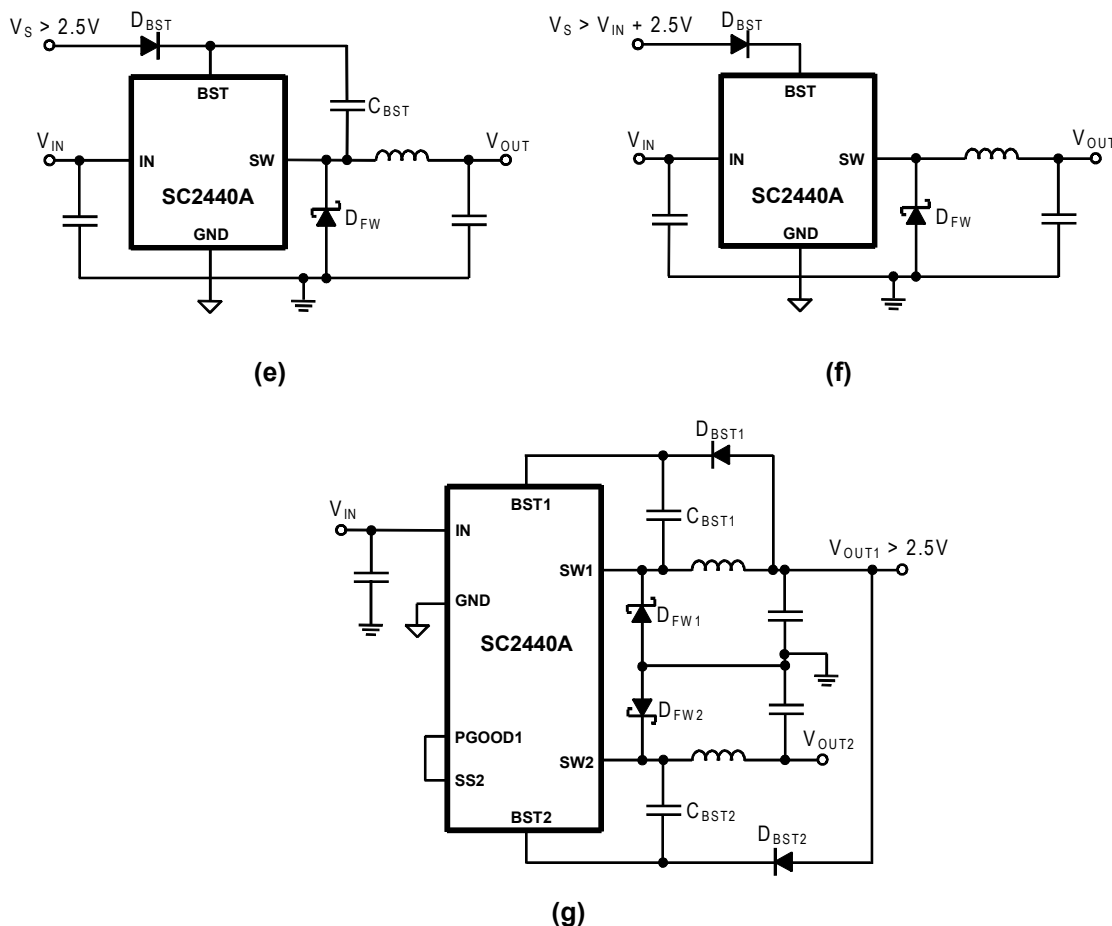 V_S > 2.5V
D_BST
BST
C_BST
V_IN
IN
SW
V_OUT
SC2440A
D_FW
GND
(e)
V_S > V_IN + 2.5V
D_BST
BST
V_IN
IN
SW
V_OUT
SC2440A
D_FW
GND
(f)
D_BST1
BST1
V_IN
IN
C_BST1
SW1
V_OUT1 > 2.5V
GND
D_FW1
SC2440A
D_FW2
PGOOD1
V_OUT2
SW2
SS2
BST2
C_BST2
D_BST2
(g)